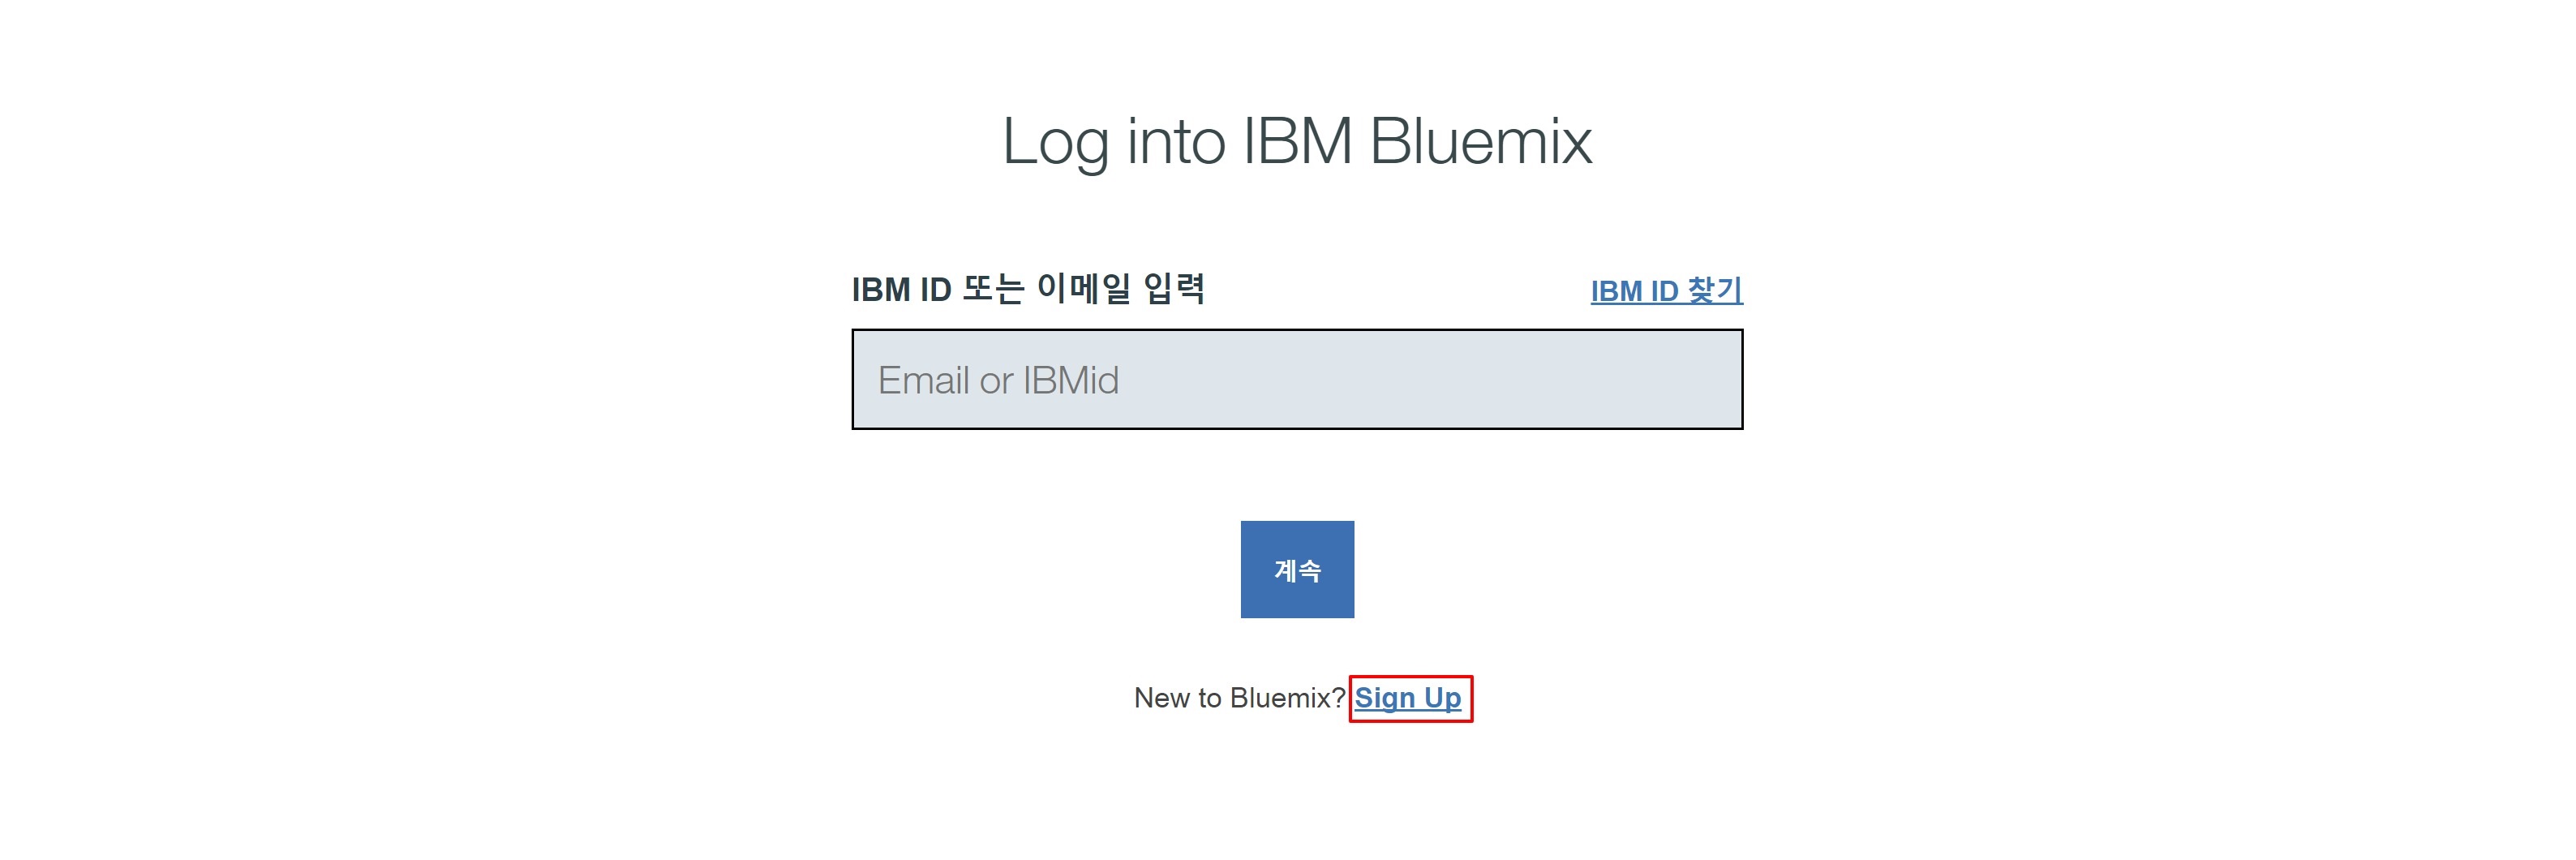 Log into IBM Bluemix
IBM ID 또는 이메일 입력 IBM ID 찾기
Email or IBMid
계속
New to Bluemix? Sign Up